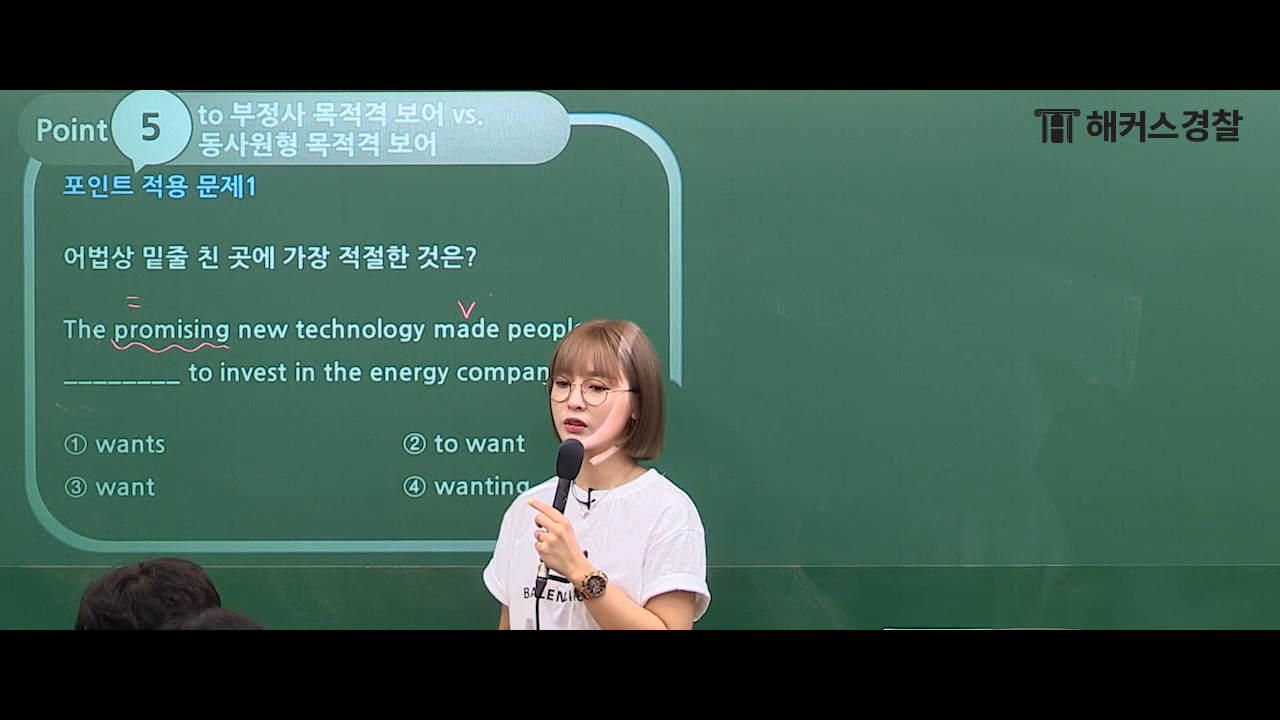 해커스경찰
Point 5
to 부정사 목적격 보어 vs.
동사원형 목적격 보어
포인트 적용 문제1
어법상 밑줄 친 곳에 가장 적절한 것은?
The promising new technology made
________ to invest in the energy
① wants
② to want
③ want
④ wanting